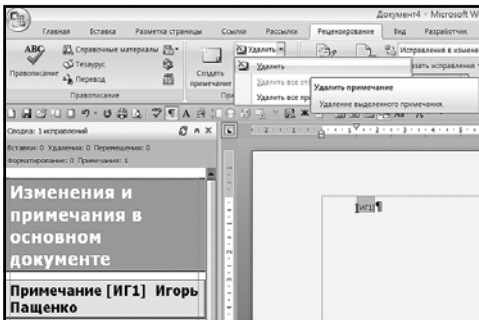 Документ4 - Microsoft W
Главная Вставка Разметка страницы Ссылки Рассылки Рецензирование Вид Разработчик
ABC Справочные материалы Удалить Исправления в измене
Тезаурус
Правописание Перевод Создать примечание
Удалить
Удалить все
Удалить все
Правописание
Удалить примечание
Удаление выделенного примечания.
Сводка: 1 исправлений
Вставки: 0 Удаления: 0 Перемещения: 0
Форматирование: 0 Примечания: 1
Изменения и
примечания в
основном
документе
Примечание [ИГ1] Игорь
Пащенко
[ИГ1]¶